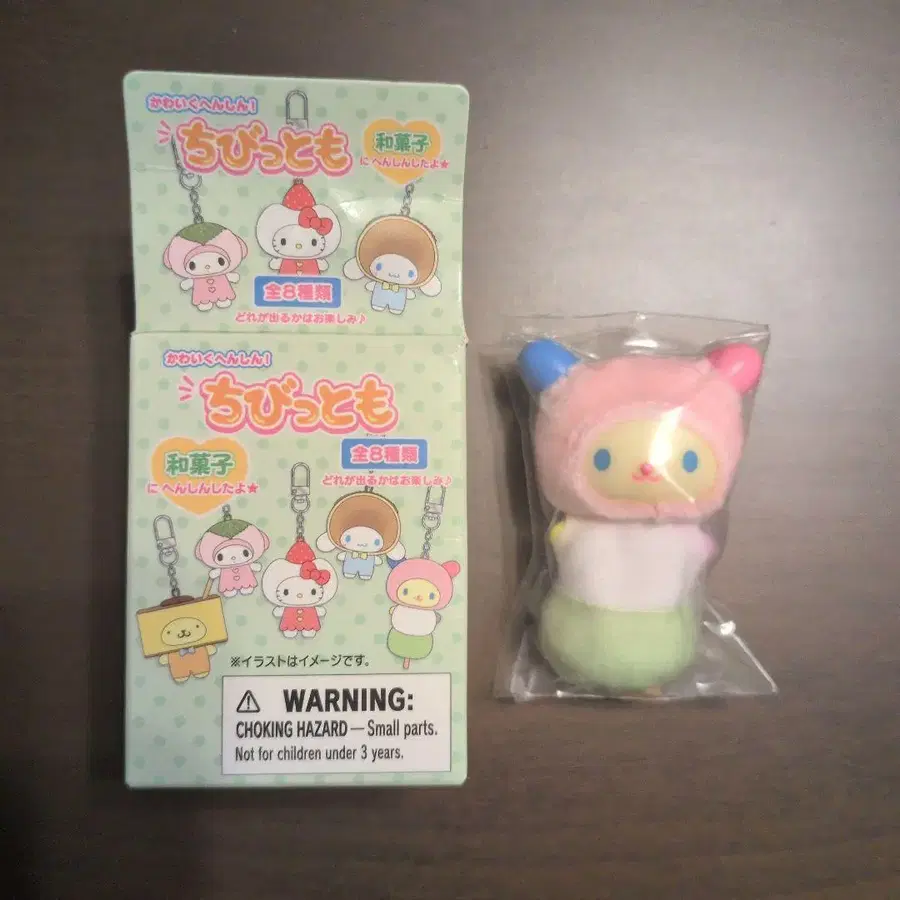 かわいくへんしん!
ちびっとも
和菓子
にへんしんしたよ★
全8種類
どれが出るかはお楽しみ♪
かわいくへんしん!
ちびっとも
和菓子
にへんしんしたよ★
全8種類
どれが出るかはお楽しみ♪
※イラストはイメージです。
⚠ WARNING:
CHOKING HAZARD — Small parts.
Not for children under 3 years.